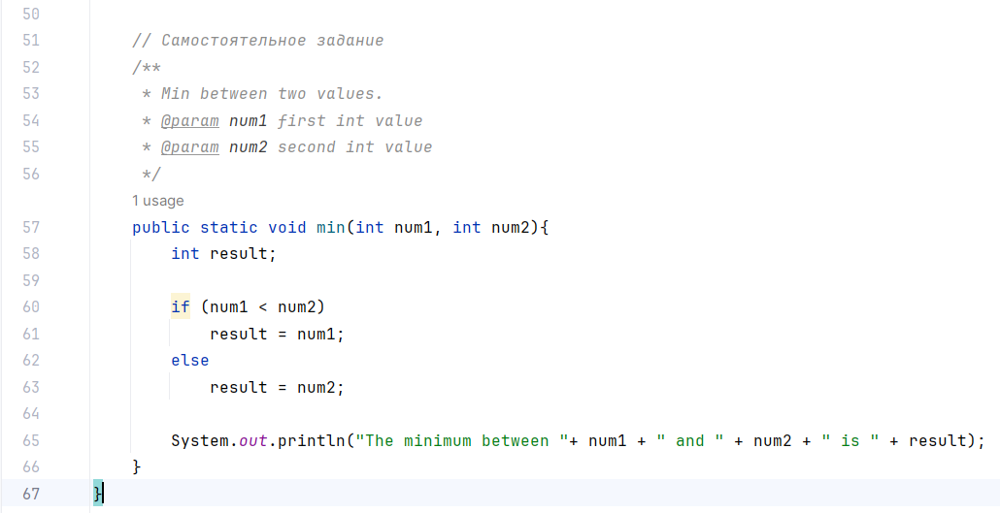 50
51 // Самостоятельное задание
52 /**
53 * Min between two values.
54 * @param num1 first int value
55 * @param num2 second int value
56 */
1 usage
57 public static void min(int num1, int num2){
58 int result;
59
60 if (num1 < num2)
61 result = num1;
62 else
63 result = num2;
64
65 System.out.println("The minimum between "+ num1 + " and " + num2 + " is " + result);
66 }
67 }